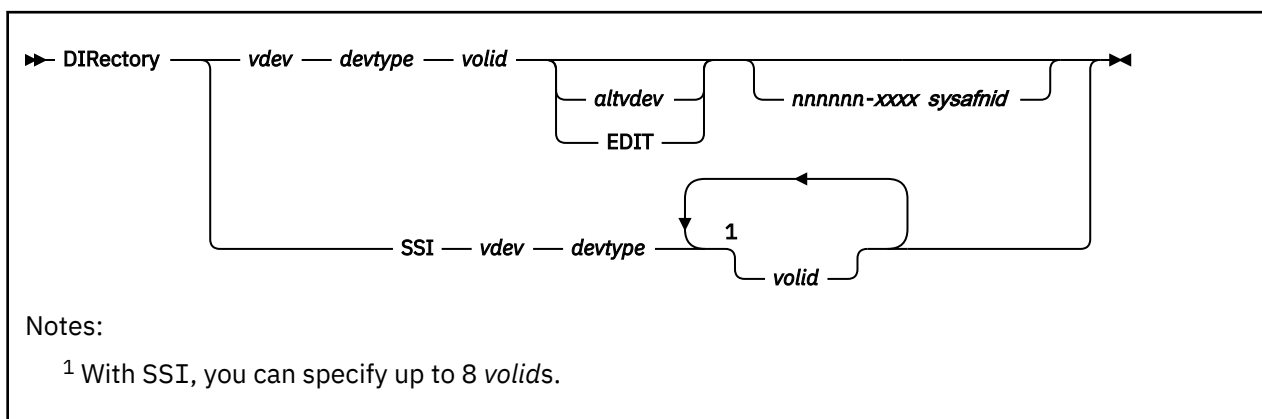 DIRectory vdev devtype volid
altvdev
EDIT
nnnnnn-xxxx sysafnid
SSI vdev devtype
1
volid
Notes:
1 With SSI, you can specify up to 8 volids.